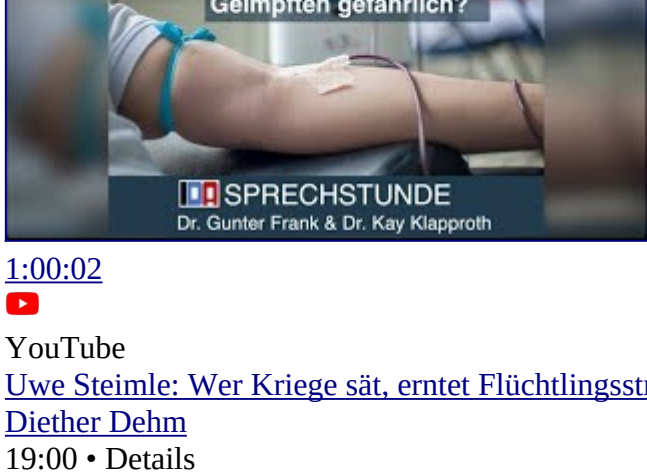 Geimpften gefährlich?
IDA SPRECHSTUNDE
Dr. Gunter Frank & Dr. Kay Klapproth
1:00:02
YouTube
Uwe Steimle: Wer Kriege sät, erntet
Diether Dehm
19:00 • Details